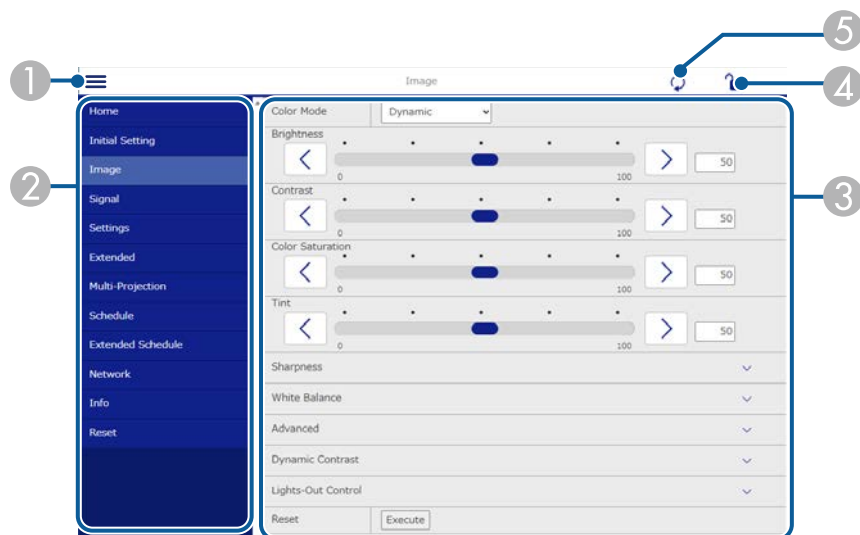 5
1
Image
4
Home
Initial Setting
Image
Signal
Settings
Extended
Multi-Projection
Schedule
Extended Schedule
Network
Info
Reset
2
Color Mode Dynamic
Brightness
0 100 50
Contrast
0 100 50
Color Saturation
0 100 50
Tint
0 100 50
Sharpness
White Balance
Advanced
Dynamic Contrast
Lights-Out Control
Reset Execute
3